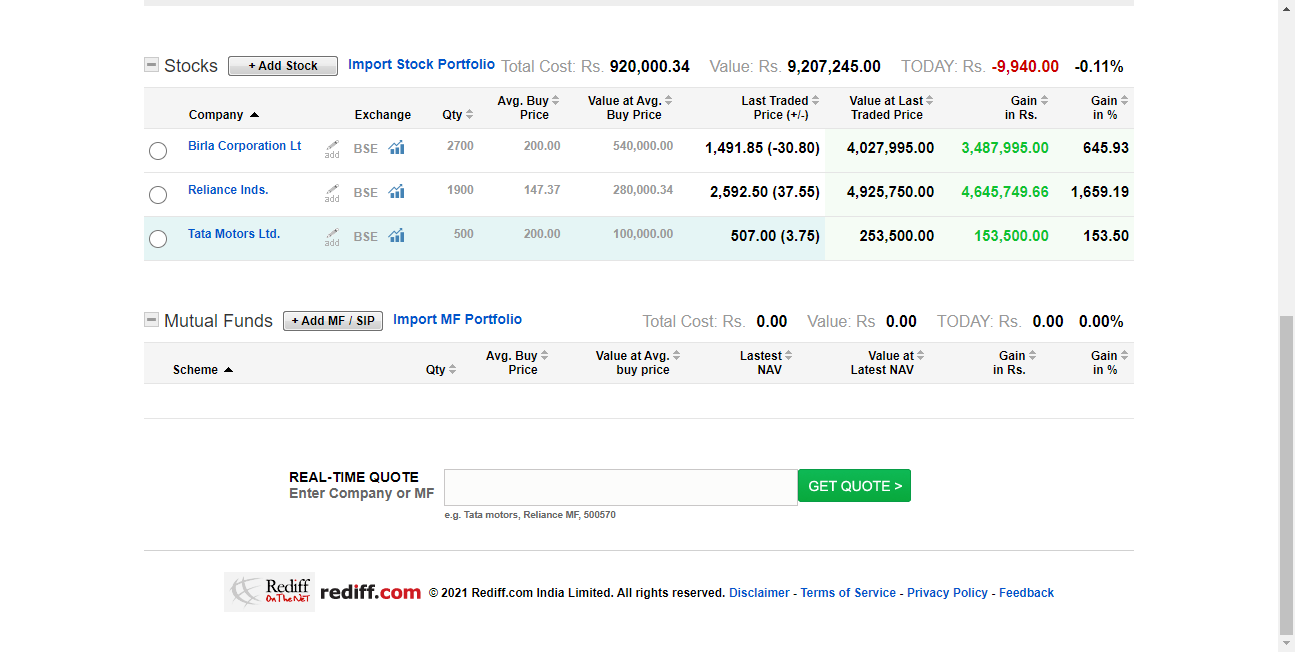 Stocks + Add Stock Import Stock Portfolio Total Cost: Rs. 920,000.34 Value: Rs. 9,207,245.00 TODAY: Rs. -9,940.00 -0.11%
Company Exchange Qty Avg. Buy Price Value at Avg. Buy Price Last Traded Price (+/-) Value at Last Traded Price Gain in Rs. Gain in %
Birla Corporation Lt add BSE 2700 200.00 540,000.00 1,491.85 (-30.80) 4,027,995.00 3,487,995.00 645.93
Reliance Inds. add BSE 1900 147.37 280,000.34 2,592.50 (37.55) 4,925,750.00 4,645,749.66 1,659.19
Tata Motors Ltd. add BSE 500 200.00 100,000.00 507.00 (3.75) 253,500.00 153,500.00 153.50
Mutual Funds + Add MF / SIP Import MF Portfolio Total Cost: Rs. 0.00 Value: Rs 0.00 TODAY: Rs. 0.00 0.00%
Scheme Qty Avg. Buy Price Value at Avg. buy price Lastest NAV Value at Latest NAV Gain in Rs. Gain in %
REAL-TIME QUOTE
Enter Company or MF
GET QUOTE >
e.g. Tata motors, Reliance MF, 500570
Rediff
On The NET
rediff.com © 2021 Rediff.com India Limited. All rights reserved. Disclaimer - Terms of Service - Privacy Policy - Feedback